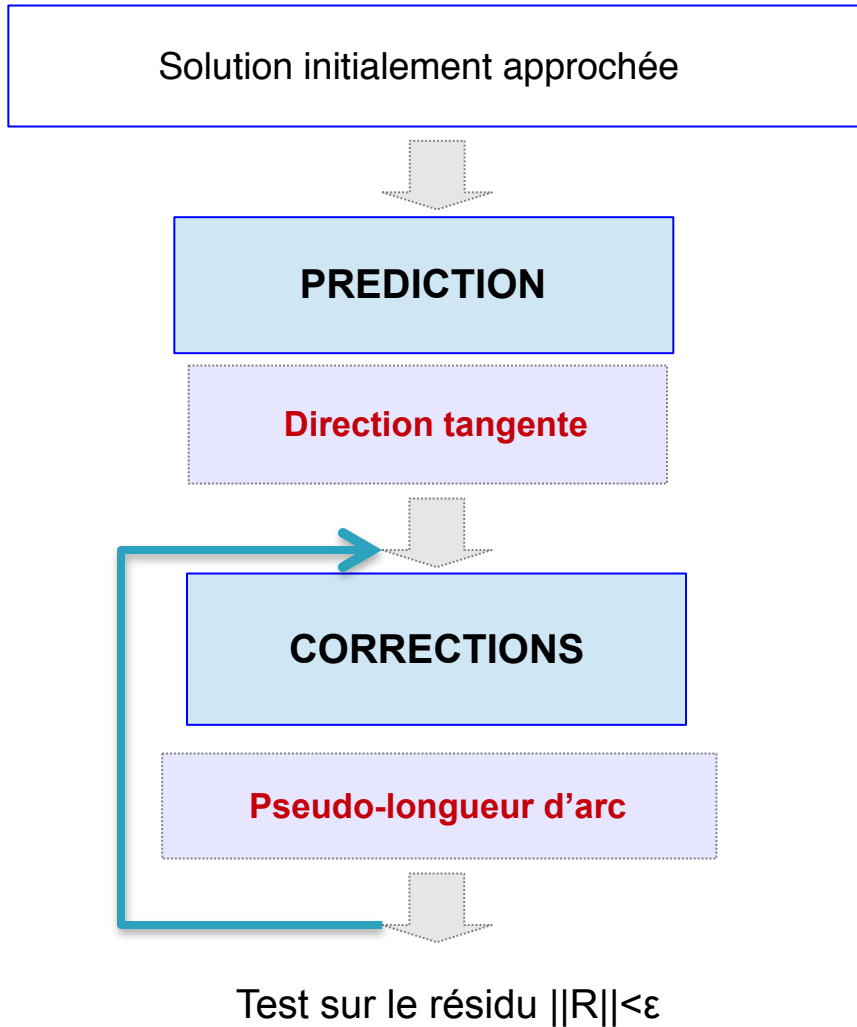 Solution initialement approchée
PREDICTION
Direction tangente
CORRECTIONS
Pseudo-longueur d’arc
Test sur le résidu ||R||<ε